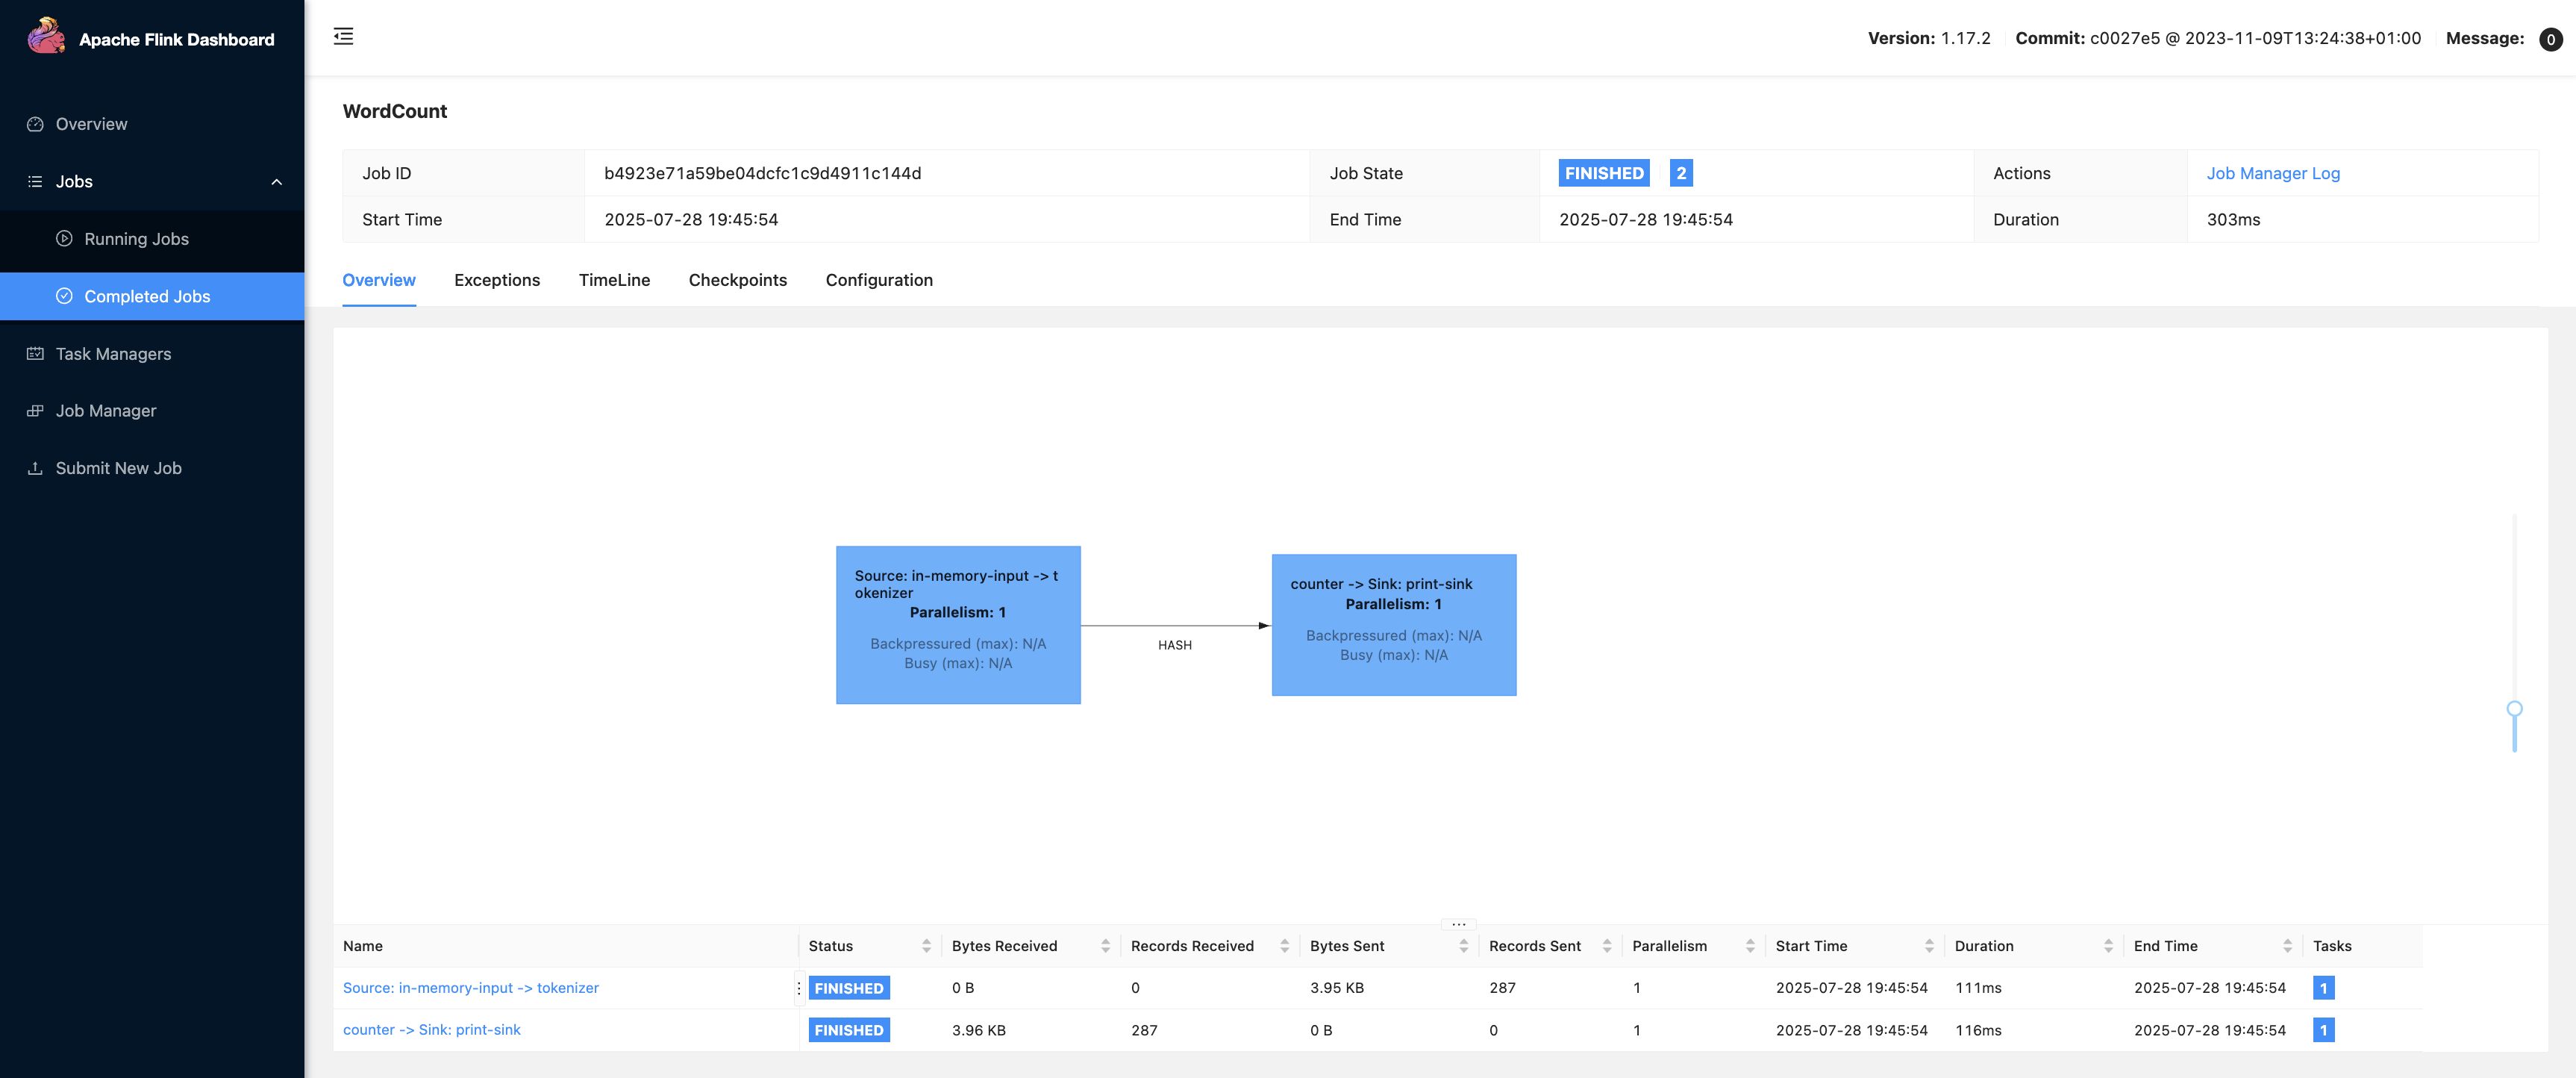 Apache Flink Dashboard
Version: 1.17.2 Commit: c0027e5 @ 2023-11-09T13:24:38+01:00 Message: 0
Overview
Jobs
Running Jobs
Completed Jobs
Task Managers
Job Manager
Submit New Job
WordCount
Job ID b4923e71a59be04dcfc1c9d4911c144d Job State FINISHED 2 Actions Job Manager Log
Start Time 2025-07-28 19:45:54 End Time 2025-07-28 19:45:54 Duration 303ms
Overview Exceptions TimeLine Checkpoints Configuration
Source: in-memory-input -> t
okenizer
Parallelism: 1
Backpressured (max): N/A
Busy (max): N/A
HASH
counter -> Sink: print-sink
Parallelism: 1
Backpressured (max): N/A
Busy (max): N/A
Name Status Bytes Received Records Received Bytes Sent Records Sent Parallelism Start Time Duration End Time Tasks
Source: in-memory-input -> tokenizer FINISHED 0 B 0 3.95 KB 287 1 2025-07-28 19:45:54 111ms 2025-07-28 19:45:54 1
counter -> Sink: print-sink FINISHED 3.96 KB 287 0 B 0 1 2025-07-28 19:45:54 116ms 2025-07-28 19:45:54 1